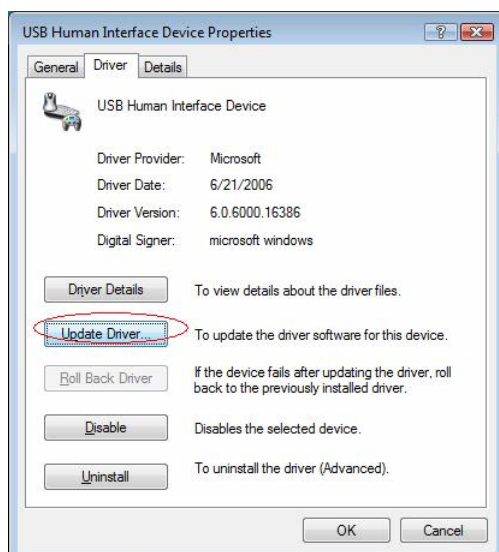 USB Human Interface Device Properties
General Driver Details
USB Human Interface Device
Driver Provider: Microsoft
Driver Date: 6/21/2006
Driver Version: 6.0.6000.16386
Digital Signer: microsoft windows
Driver Details To view details about the driver files.
Update Driver... To update the driver software for this device.
Roll Back Driver If the device fails after updating the driver, roll
back to the previously installed driver.
Disable Disables the selected device.
Uninstall To uninstall the driver (Advanced).
OK Cancel